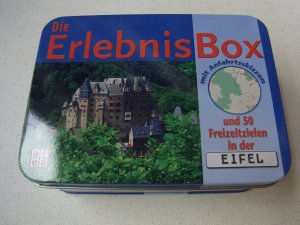 Die
ErlebnisBox
mit Anfahrtsskizzen
und 50
Freizeitzielen
in der
EIFEL